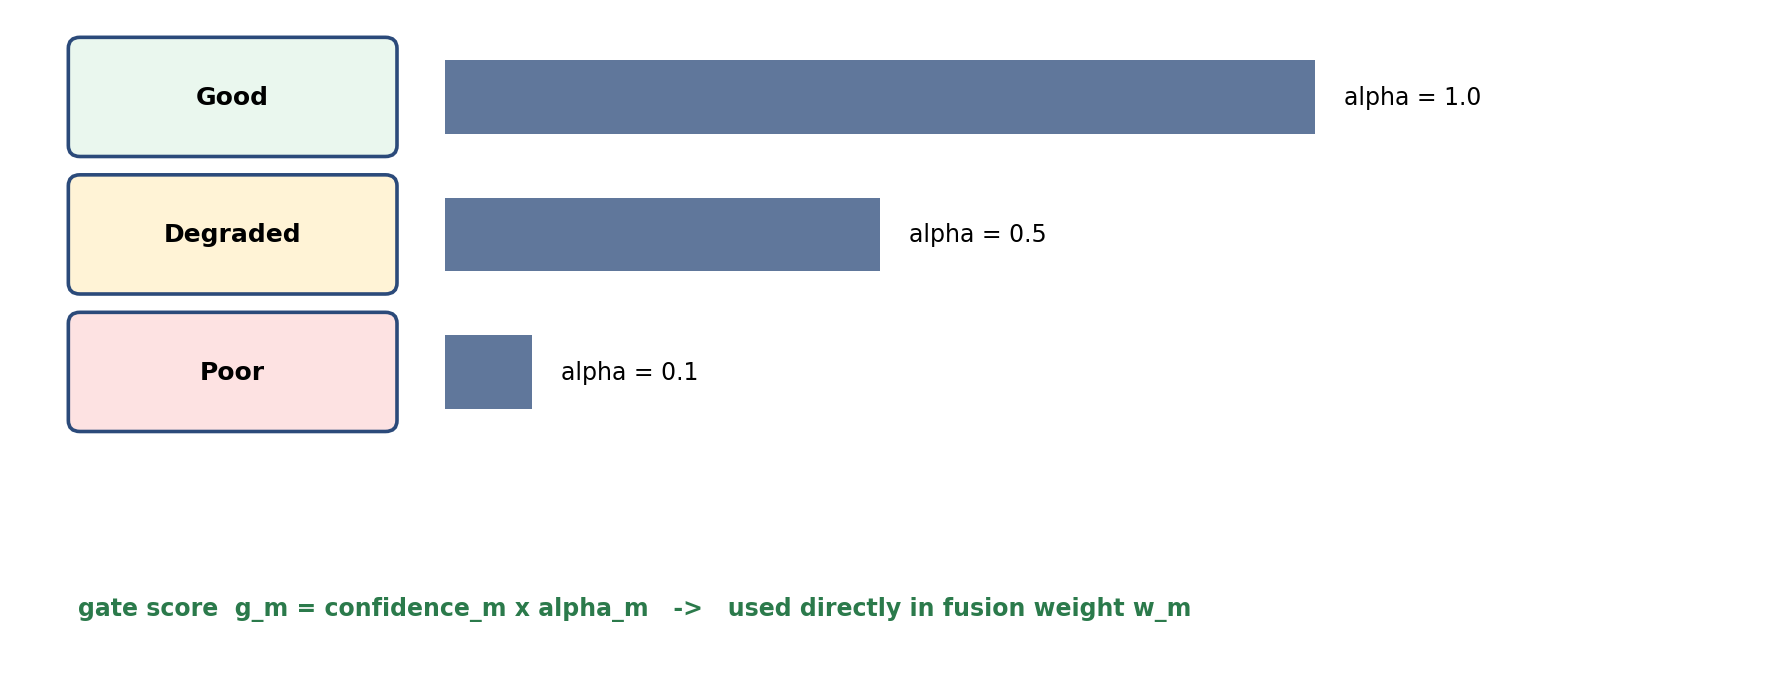 Good
alpha = 1.0
Degraded
alpha = 0.5
Poor
alpha = 0.1
gate score  g_m = confidence_m x alpha_m   ->   used directly in fusion weight w_m